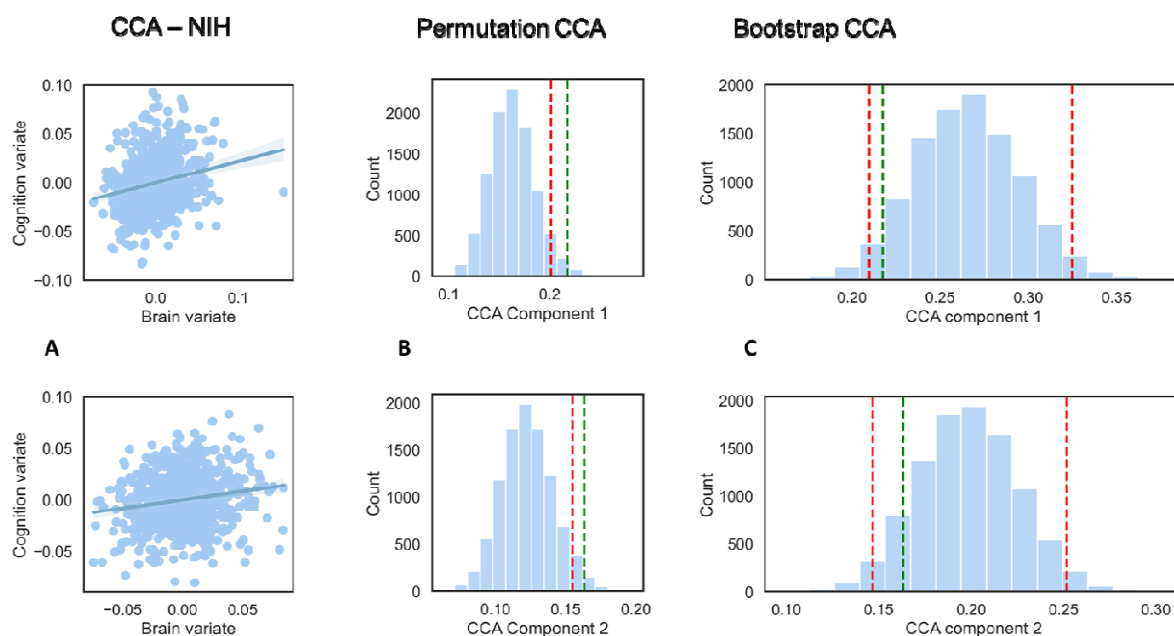 CCA – NIH
Permutation CCA
Bootstrap CCA
0.10
0.05
0.00
−0.05
−0.10
Cognition variate
0.0
0.1
Brain variate
2000
1500
1000
500
0
Count
0.1
0.2
CCA Component 1
2000
1500
1000
500
0
Count
0.20
0.25
0.30
0.35
CCA component 1
A
B
C
0.10
0.05
0.00
−0.05
Cognition variate
−0.05
0.00
0.05
Brain variate
2000
1500
1000
500
0
Count
0.10
0.15
0.20
CCA Component 2
2000
1500
1000
500
0
Count
0.10
0.15
0.20
0.25
0.30
CCA component 2